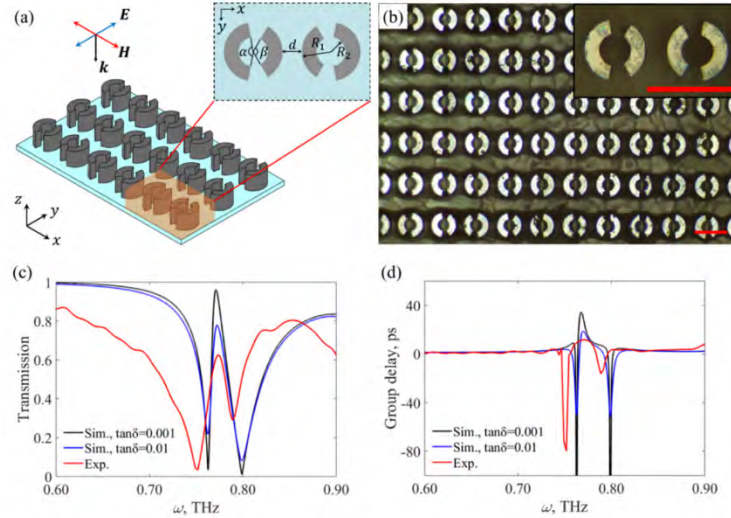 (a)
E
H
k
x
y
α
β
d
R1
R2
z
y
x
(b)
(c)
Transmission
1
0.8
0.6
0.4
0.2
0
Sim., tanδ=0.001
Sim., tanδ=0.01
Exp.
0.60
0.70
0.80
0.90
ω, THz
(d)
Group delay, ps
40
0
-40
-80
Sim., tanδ=0.001
Sim., tanδ=0.01
Exp.
0.60
0.70
0.80
0.90
ω, THz